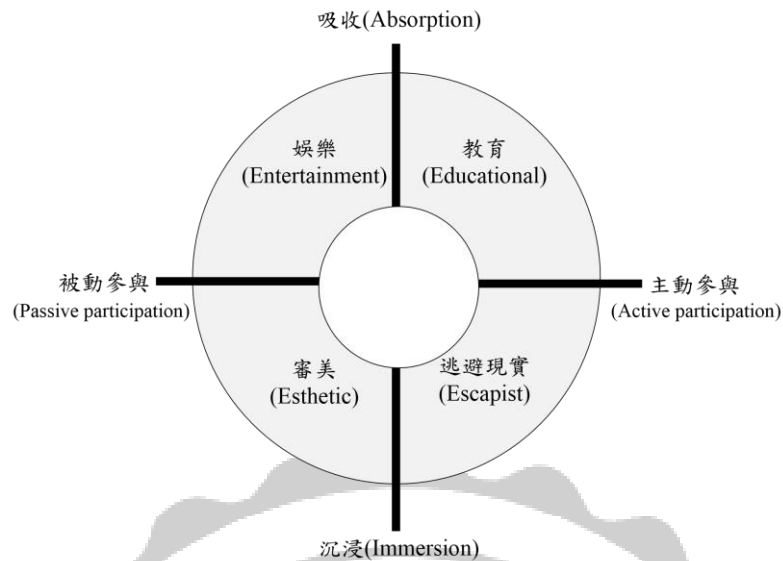 吸收(Absorption)
娛樂
(Entertainment)
教育
(Educational)
被動參與
(Passive participation)
主動參與
(Active participation)
審美
(Esthetic)
逃避現實
(Escapist)
沉浸(Immersion)